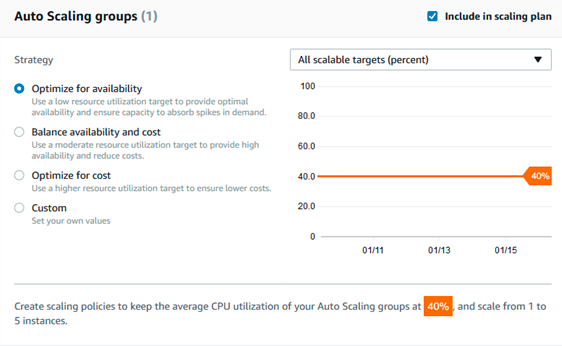 Auto Scaling groups (1)
Include in scaling plan
Strategy
All scalable targets (percent)
Optimize for availability
Use a low resource utilization target to provide optimal
availability and ensure capacity to absorb spikes in demand.
Balance availability and cost
Use a moderate resource utilization target to provide high
availability and reduce costs.
Optimize for cost
Use a higher resource utilization target to ensure lower costs.
Custom
Set your own values
100
80.0
60.0
40.0
40%
20.0
0
01/11 01/13 01/15
Create scaling policies to keep the average CPU utilization of your Auto Scaling groups at 40%, and scale from 1 to
5 instances.